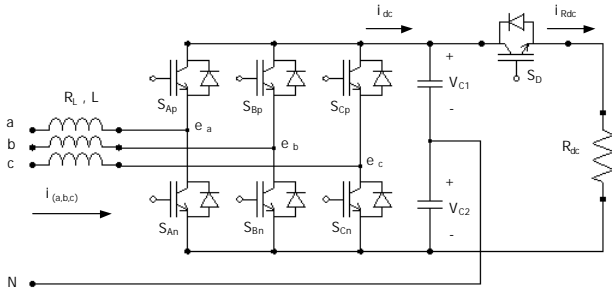 i dc
i Rdc
S Ap
S Bp
S Cp
+
V C1
-
S D
R L , L
a
b
c
e a
e b
e c
R dc
i (a,b,c)
S An
S Bn
S Cn
+
V C2
-
N